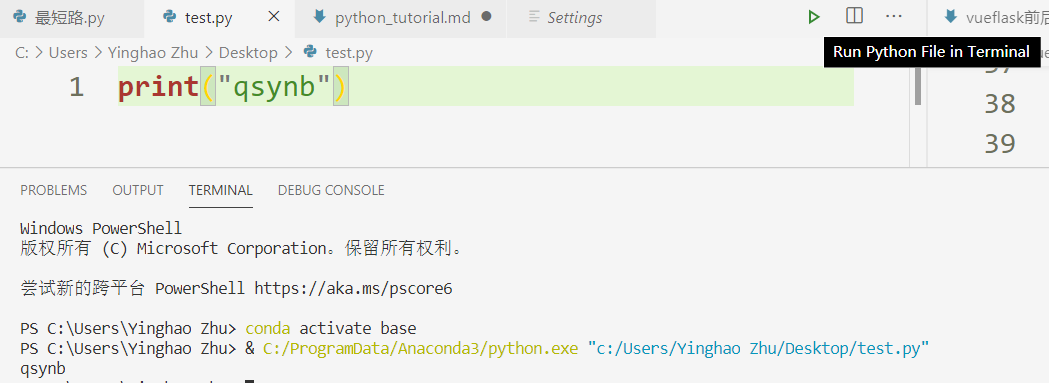 最短路.py
test.py
python_tutorial.md
Settings
vueflask前后
C: > Users > Yinghao Zhu > Desktop > test.py
Run Python File in Terminal
1 print("qsynb")
38
39
PROBLEMS OUTPUT TERMINAL DEBUG CONSOLE
Windows PowerShell
版权所有 (C) Microsoft Corporation。保留所有权利。
尝试新的跨平台 PowerShell https://aka.ms/pscore6
PS C:\Users\Yinghao Zhu> conda activate base
PS C:\Users\Yinghao Zhu> & C:/ProgramData/Anaconda3/python.exe "c:/Users/Yinghao Zhu/Desktop/test.py"
qsynb